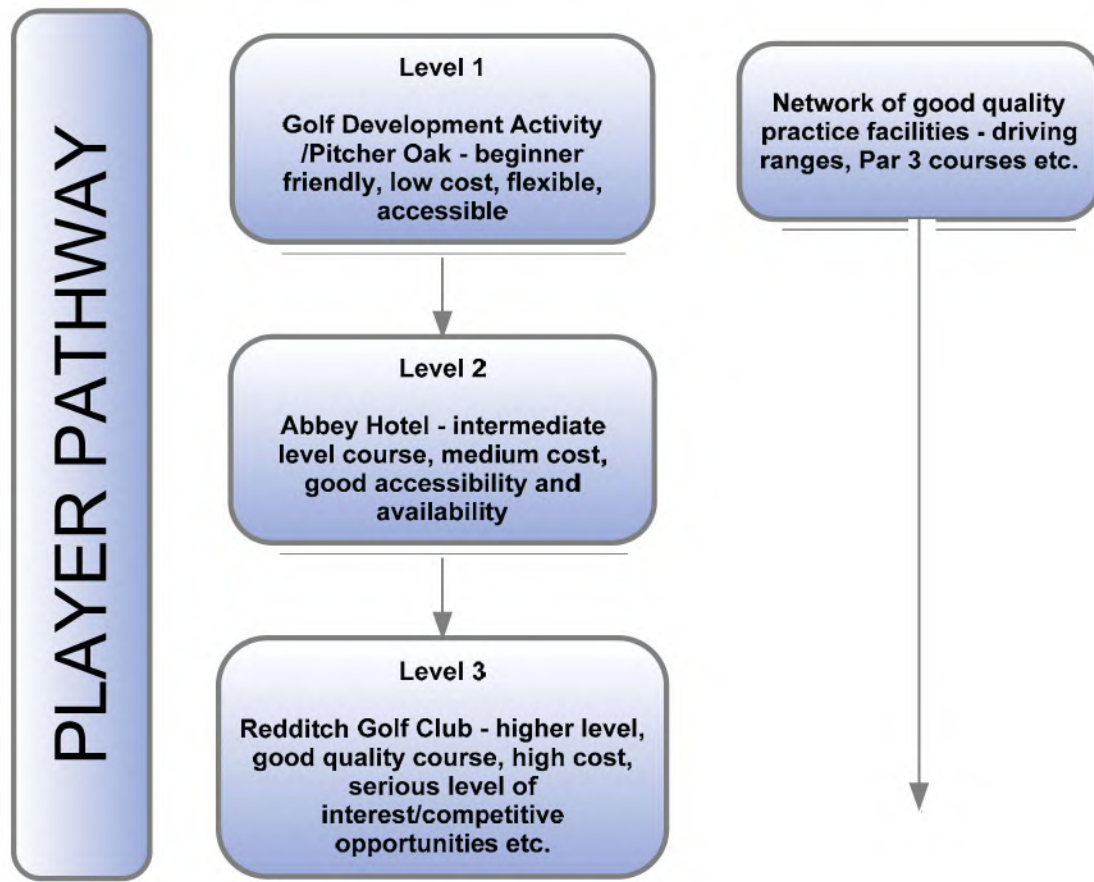 PLAYER PATHWAY
Level 1
Golf Development Activity
/Pitcher Oak - beginner
friendly, low cost, flexible,
accessible
Level 2
Abbey Hotel - intermediate
level course, medium cost,
good accessibility and
availability
Level 3
Redditch Golf Club - higher level,
good quality course, high cost,
serious level of
interest/competitive
opportunities etc.
Network of good quality
practice facilities - driving
ranges, Par 3 courses etc.